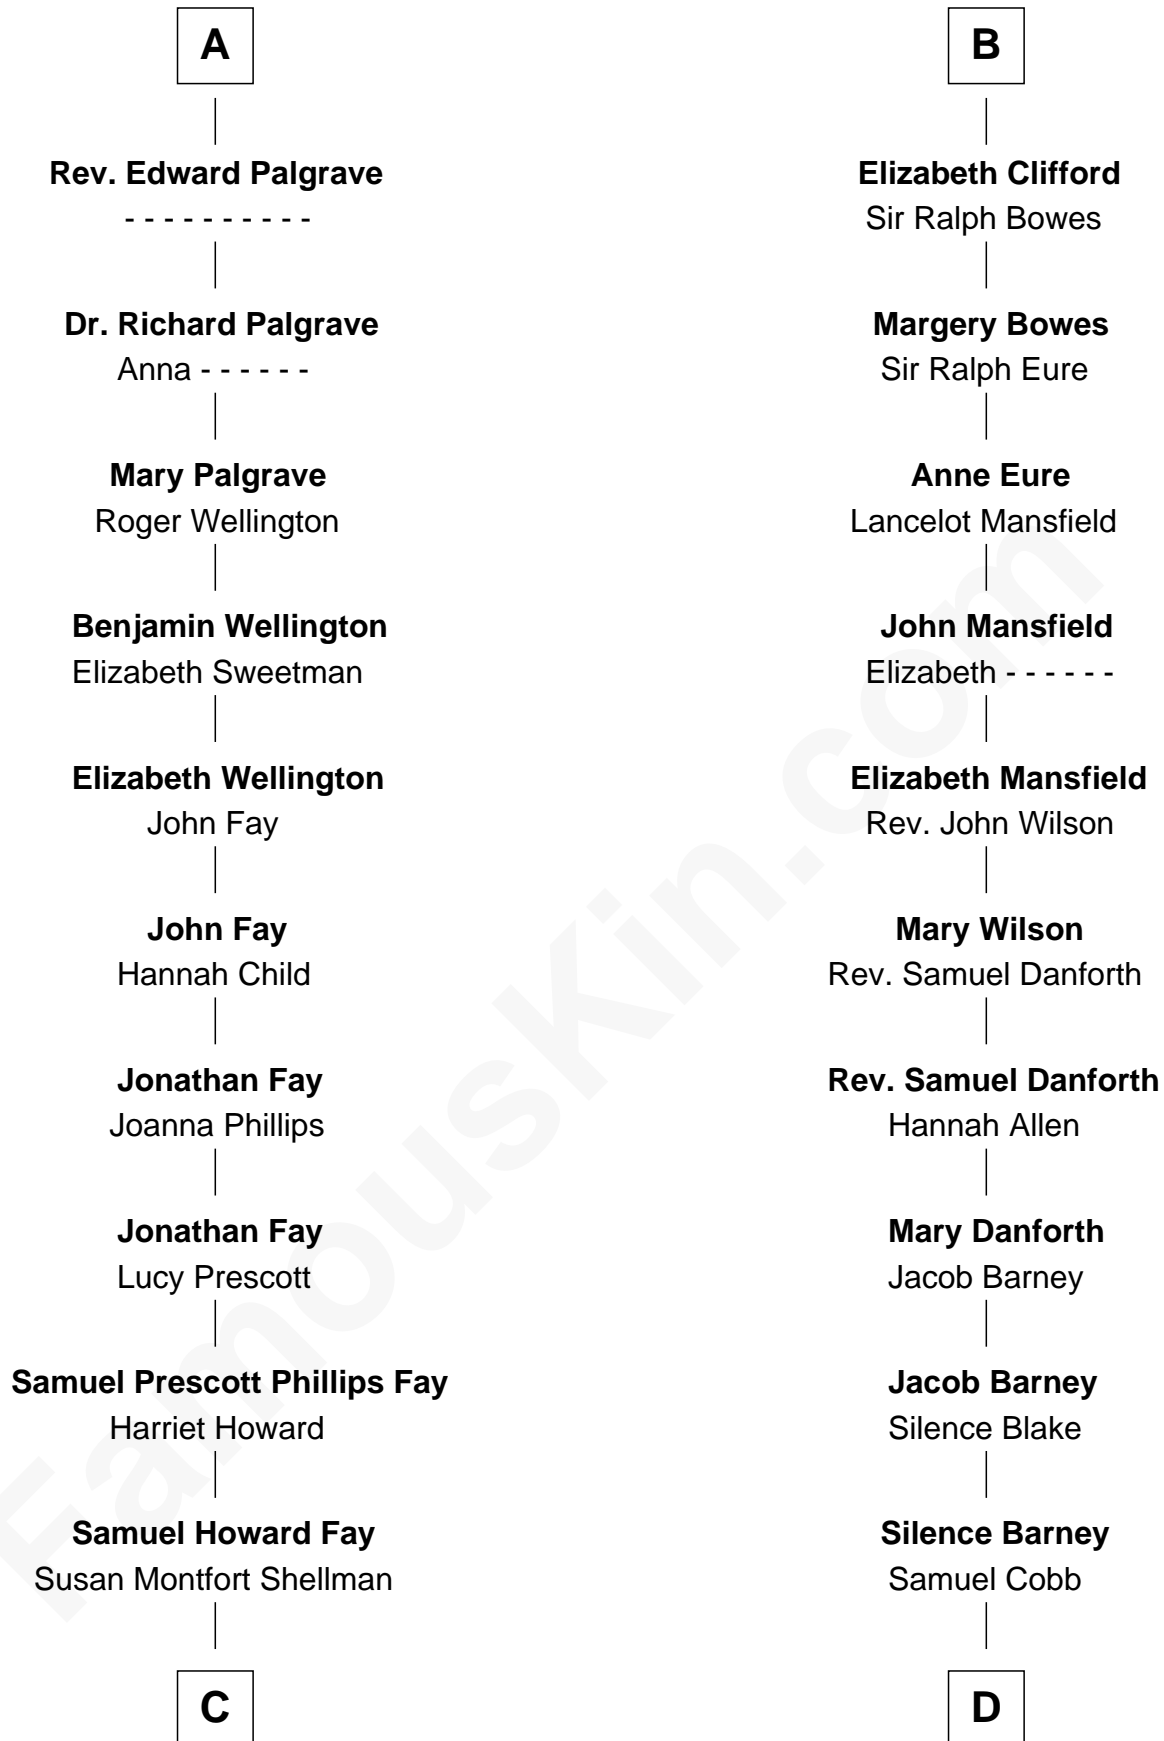 A
Rev. Edward Palgrave
- - - - - - - - - -
Dr. Richard Palgrave
Anna - - - - - -
Mary Palgrave
Roger Wellington
Benjamin Wellington
Elizabeth Sweetman
Elizabeth Wellington
John Fay
John Fay
Hannah Child
Jonathan Fay
Joanna Phillips
Jonathan Fay
Lucy Prescott
Samuel Prescott Phillips Fay
Harriet Howard
Samuel Howard Fay
Susan Montfort Shellman
C
B
Elizabeth Clifford
Sir Ralph Bowes
Margery Bowes
Sir Ralph Eure
Anne Eure
Lancelot Mansfield
John Mansfield
Elizabeth - - - - - -
Elizabeth Mansfield
Rev. John Wilson
Mary Wilson
Rev. Samuel Danforth
Rev. Samuel Danforth
Hannah Allen
Mary Danforth
Jacob Barney
Jacob Barney
Silence Blake
Silence Barney
Samuel Cobb
D
FamousKin.com